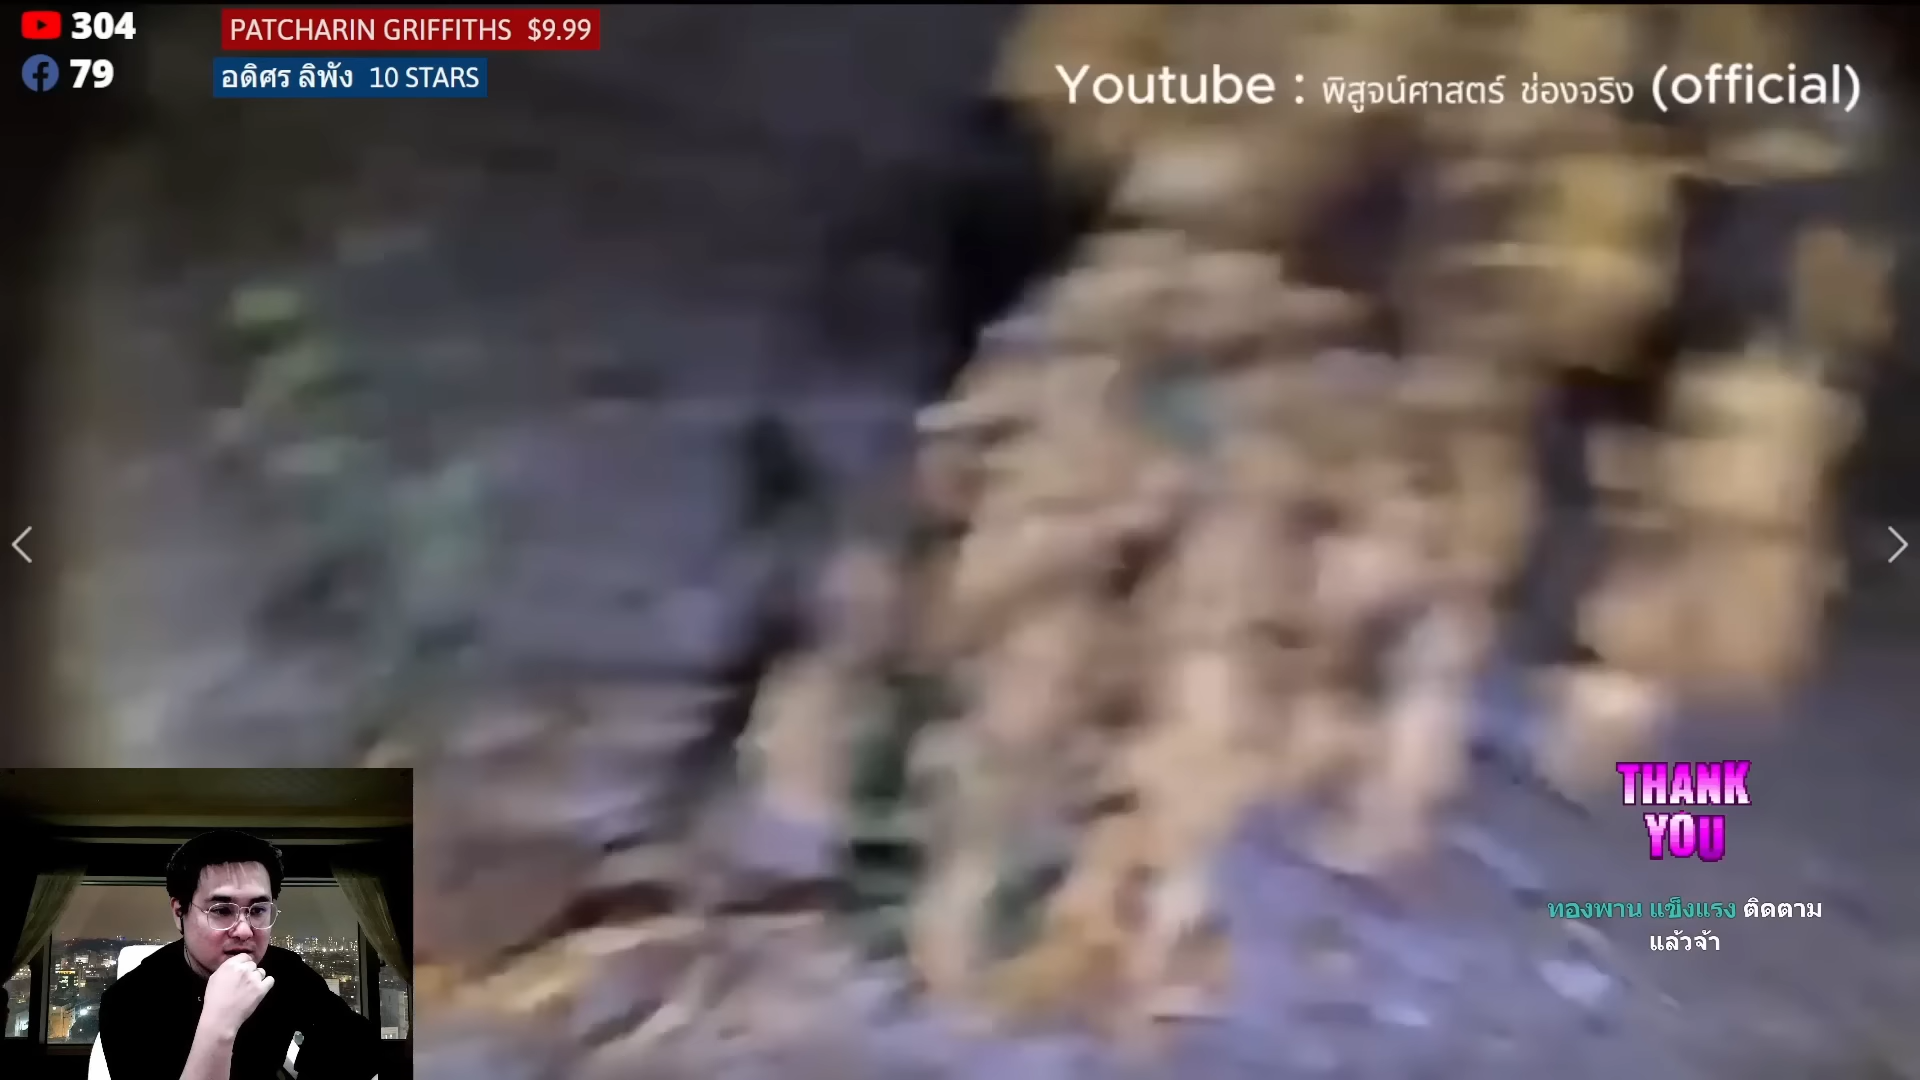 304
PATCHARIN GRIFFITHS $9.99
79
อดิศร ลิพัง 10 STARS
Youtube : พิสูจน์ศาสตร์ ช่องจริง (official)
THANK
YOU
ทองพาน แข็งแรง ติดตาม
แล้วจ้า